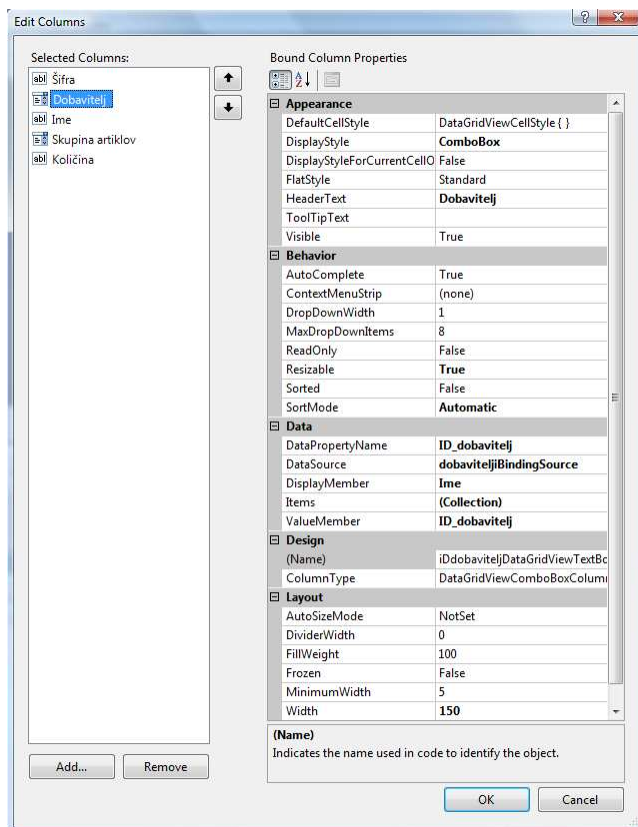 Edit Columns
Selected Columns:
abl Šifra
Dobavitelj
abl Ime
Skupina artiklov
abl Količina
Add...
Remove
Bound Column Properties
Appearance
DefaultCellStyle DataGridViewCellStyle { }
DisplayStyle ComboBox
DisplayStyleForCurrentCellO False
FlatStyle Standard
HeaderText Dobavitelj
ToolTipText
Visible True
Behavior
AutoComplete True
ContextMenuStrip (none)
DropDownWidth 1
MaxDropDownItems 8
ReadOnly False
Resizable True
Sorted False
SortMode Automatic
Data
DataPropertyName ID_dobavitelj
DataSource dobaviteljiBindingSource
DisplayMember Ime
Items (Collection)
ValueMember ID_dobavitelj
Design
(Name) iDdobaviteljDataGridViewTextBo
ColumnType DataGridViewComboBoxColumn
Layout
AutoSizeMode NotSet
DividerWidth 0
FillWeight 100
Frozen False
MinimumWidth 5
Width 150
(Name)
Indicates the name used in code to identify the object.
OK
Cancel